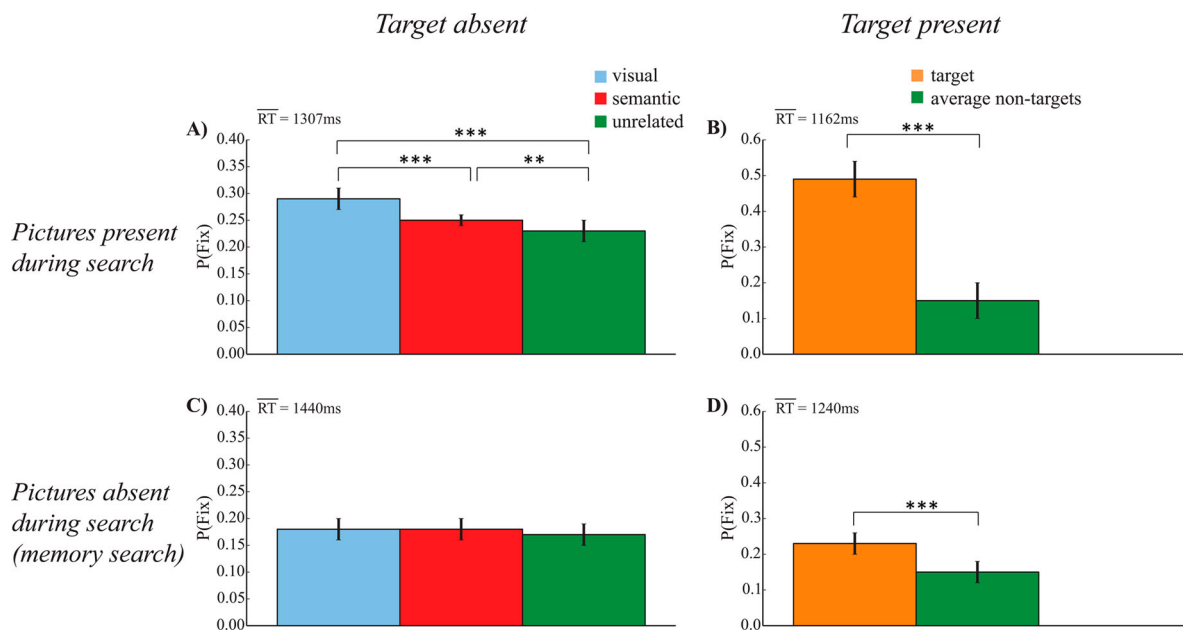 Target absent
Target present
visual
semantic
unrelated
target
average non-targets
Pictures present
during search
A)
RT = 1307ms
***
***
**
P(Fix)
0.40
0.35
0.30
0.25
0.20
0.15
0.10
0.05
0.00
B)
RT = 1162ms
***
P(Fix)
0.6
0.5
0.4
0.3
0.2
0.1
0.0
Pictures absent
during search
(memory search)
C)
RT = 1440ms
P(Fix)
0.40
0.35
0.30
0.25
0.20
0.15
0.10
0.05
0.00
D)
RT = 1240ms
***
P(Fix)
0.6
0.5
0.4
0.3
0.2
0.1
0.0